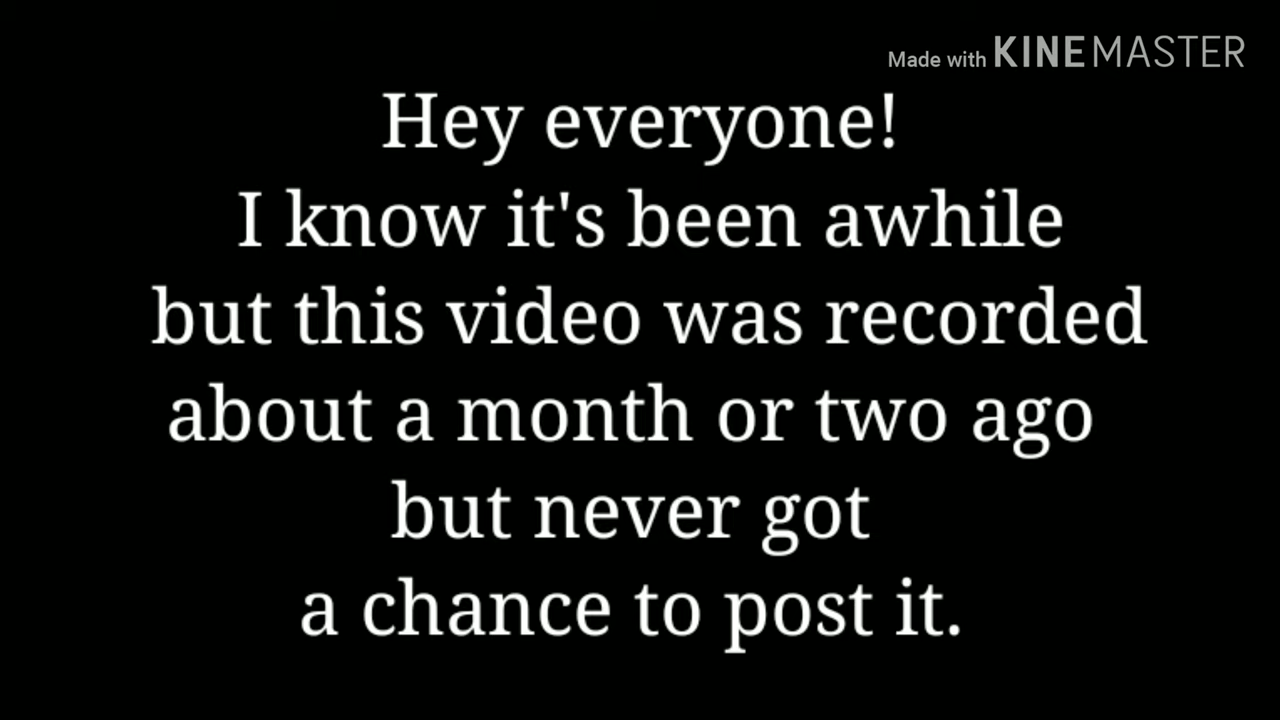 Made with KINEMASTER
Hey everyone!
I know it's been awhile
but this video was recorded
about a month or two ago
but never got
a chance to post it.